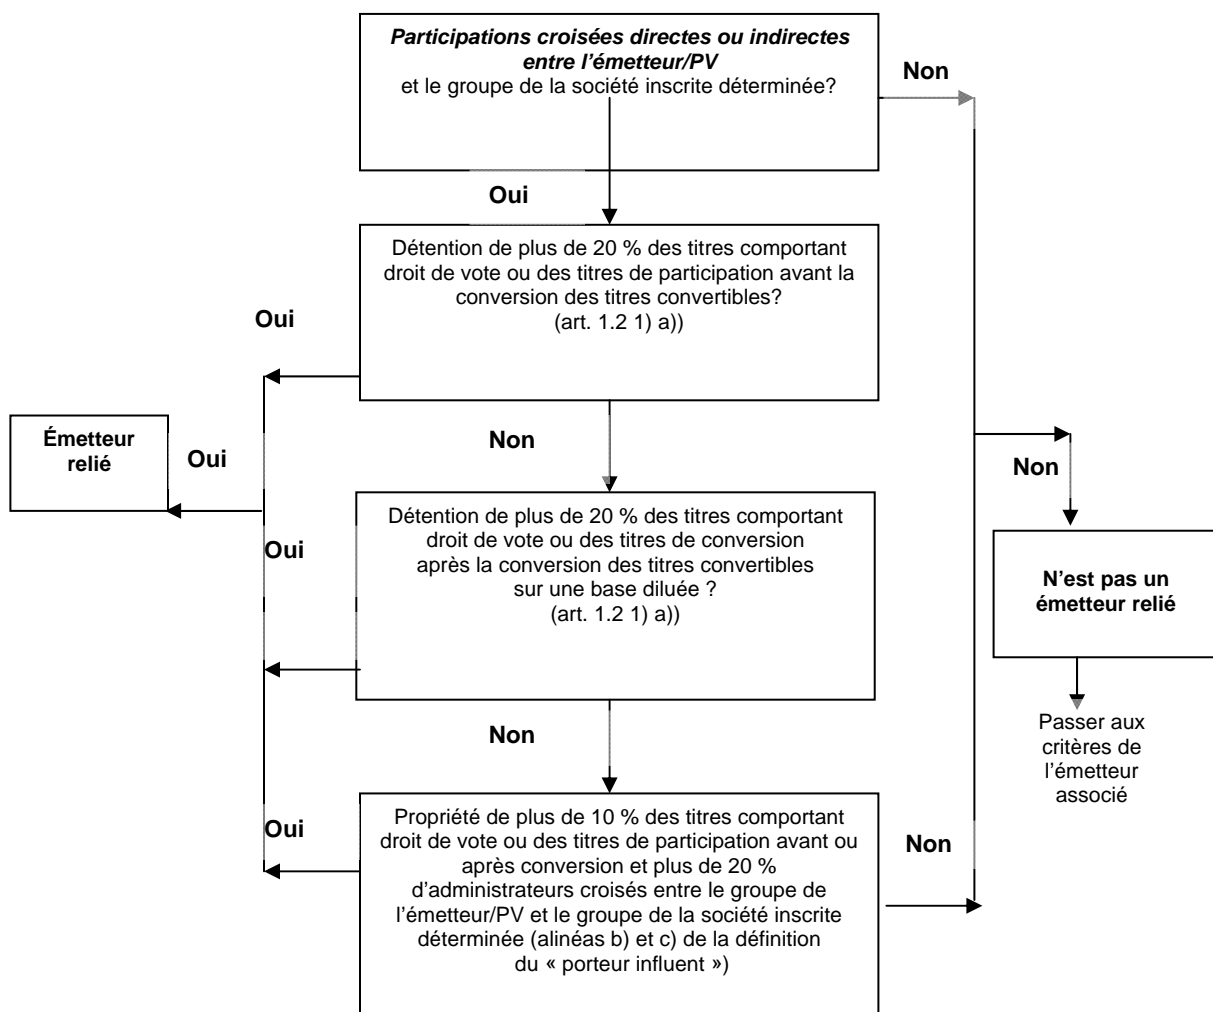 Participations croisées directes ou indirectes
entre l'émetteur/PV
et le groupe de la société inscrite déterminée?
Non
Oui
Détention de plus de 20 % des titres comportant
droit de vote ou des titres de participation avant la
conversion des titres convertibles?
(art. 1.2 1) a))
Oui
Émetteur
relié
Oui
Non
Non
Détention de plus de 20 % des titres comportant
droit de vote ou des titres de conversion
après la conversion des titres convertibles
sur une base diluée ?
(art. 1.2 1) a))
Oui
N'est pas un
émetteur relié
Non
Passer aux
critères de
l'émetteur
associé
Propriété de plus de 10 % des titres comportant
droit de vote ou des titres de participation avant ou
après conversion et plus de 20 %
d'administrateurs croisés entre le groupe de
l'émetteur/PV et le groupe de la société inscrite
déterminée (alinéas b) et c) de la définition
du « porteur influent »)
Oui
Non